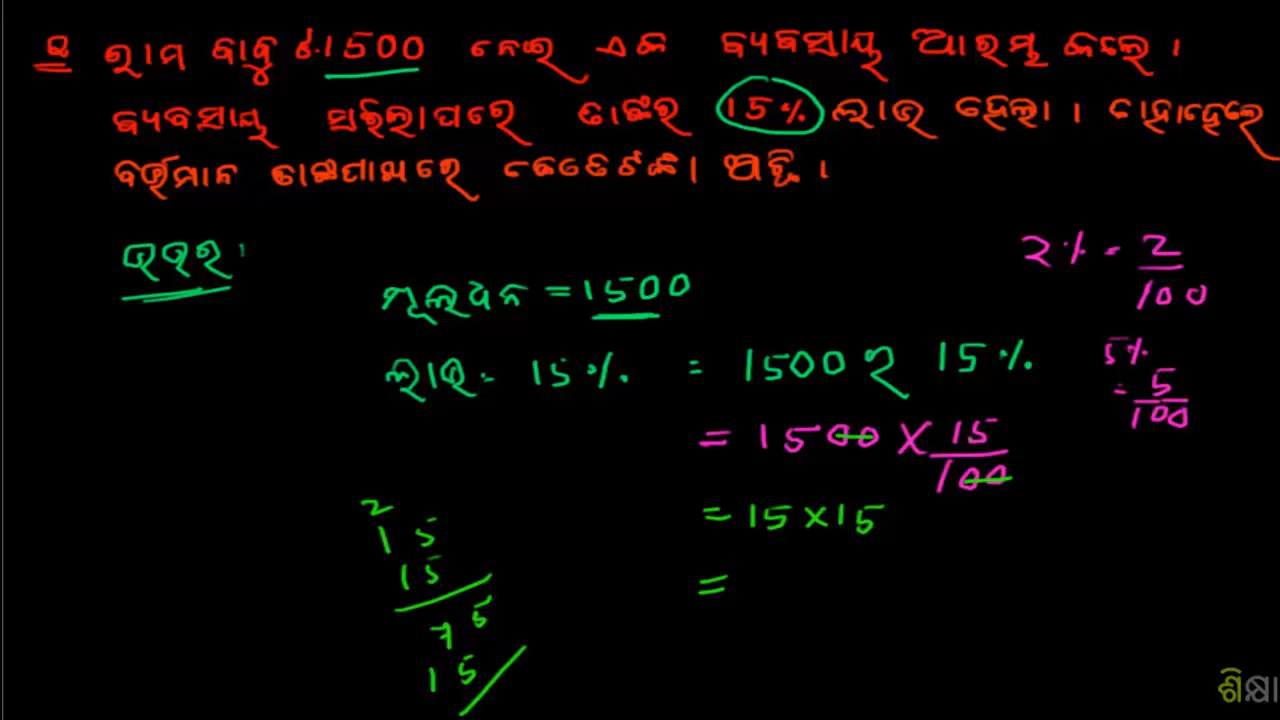 ଛ ରାମ ବାବୁ ଟ.1500 ନେଇ ଏକ ବ୍ୟବସାୟ ଆରମ୍ଭ କଲେ ।
ବ୍ୟବସାୟ ସରିଲାପରେ ତାଙ୍କର 15% ଲାଭ ହେଲା । ତାହାହେଲେ
ବର୍ତ୍ତମାନ ତାଙ୍କପାଖରେ କେତେଟଙ୍କା ଅଛି ।
ଉତ୍ତର ।
ମୂଳଧନ = 1500
ଲାଭ = 15% = 1500 ର 15%
= 1500 × 15/100
= 15 × 15
=
2% = 2/100
5%
= 5/100
2
15
15
75
15
ଶିକ୍ଷା